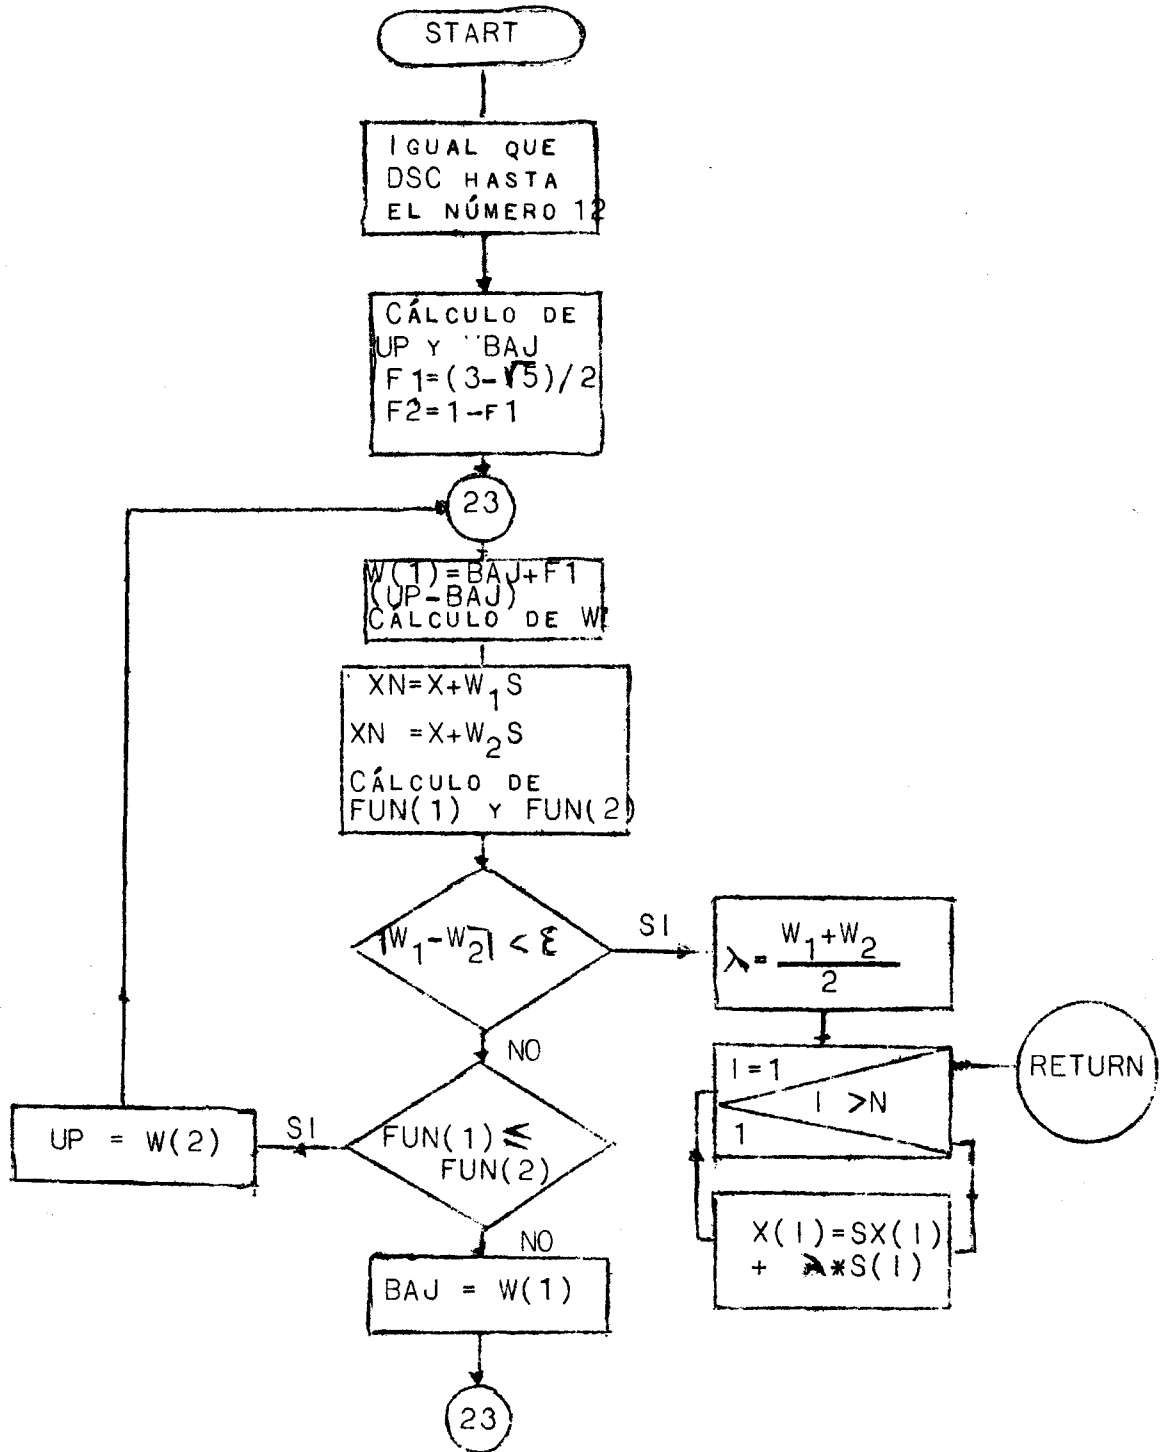 START
IGUAL QUE
DSC HASTA
EL NÚMERO 12
CÁLCULO DE
UP Y BAJ
F1=(3-√5)/2
F2=1-F1
23
W(1)=BAJ+F1
(UP-BAJ)
CÁLCULO DE W
XN=X+W₁S
XN =X+W₂S
CÁLCULO DE
FUN(1) Y FUN(2)
|W₁-W₂| < ε
SI
λ= W₁+W₂
2
NO
I=1
I >N
1
RETURN
X(I)=SX(I)
+ λ*S(I)
FUN(1) ≤
FUN(2)
SI
UP = W(2)
NO
BAJ = W(1)
23